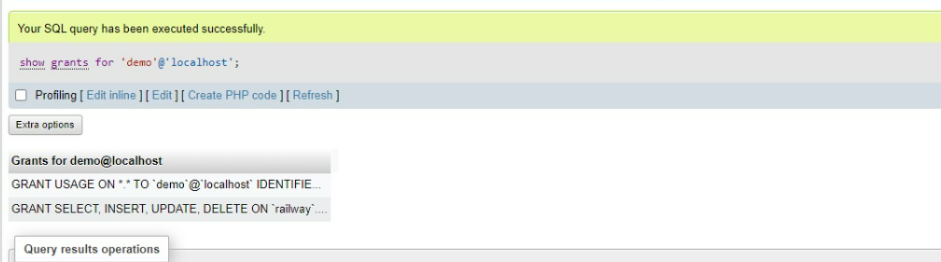 Your SQL query has been executed successfully.
show grants for 'demo'@'localhost';
Profiling [ Edit inline ] [ Edit ] [ Create PHP code ] [ Refresh ]
Extra options
Grants for demo@localhost
GRANT USAGE ON *.* TO `demo`@`localhost` IDENTIFIE...
GRANT SELECT, INSERT, UPDATE, DELETE ON `railway`....
Query results operations